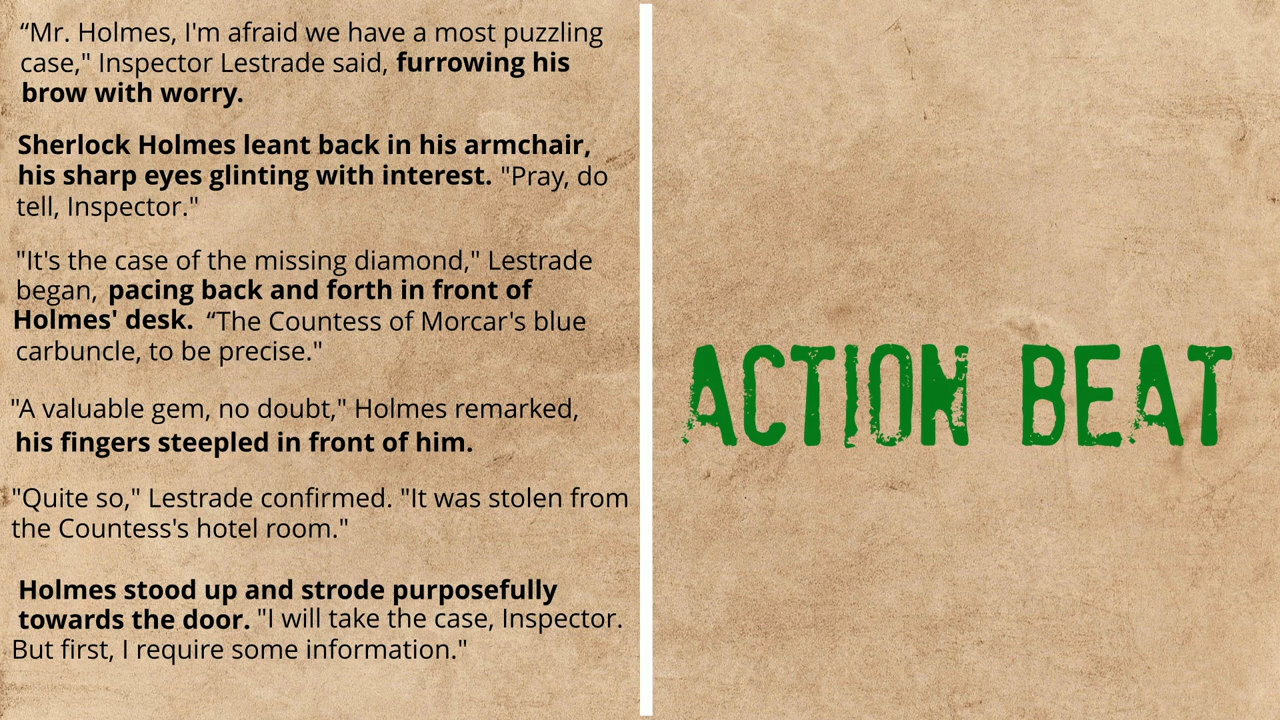 “Mr. Holmes, I'm afraid we have a most puzzling
case," Inspector Lestrade said, furrowing his
brow with worry.
Sherlock Holmes leant back in his armchair,
his sharp eyes glinting with interest. "Pray, do
tell, Inspector."
"It's the case of the missing diamond," Lestrade
began, pacing back and forth in front of
Holmes' desk. “The Countess of Morcar's blue
carbuncle, to be precise."
"A valuable gem, no doubt," Holmes remarked,
his fingers steepled in front of him.
"Quite so," Lestrade confirmed. "It was stolen from
the Countess's hotel room."
Holmes stood up and strode purposefully
towards the door. "I will take the case, Inspector.
But first, I require some information."
ACTION BEAT